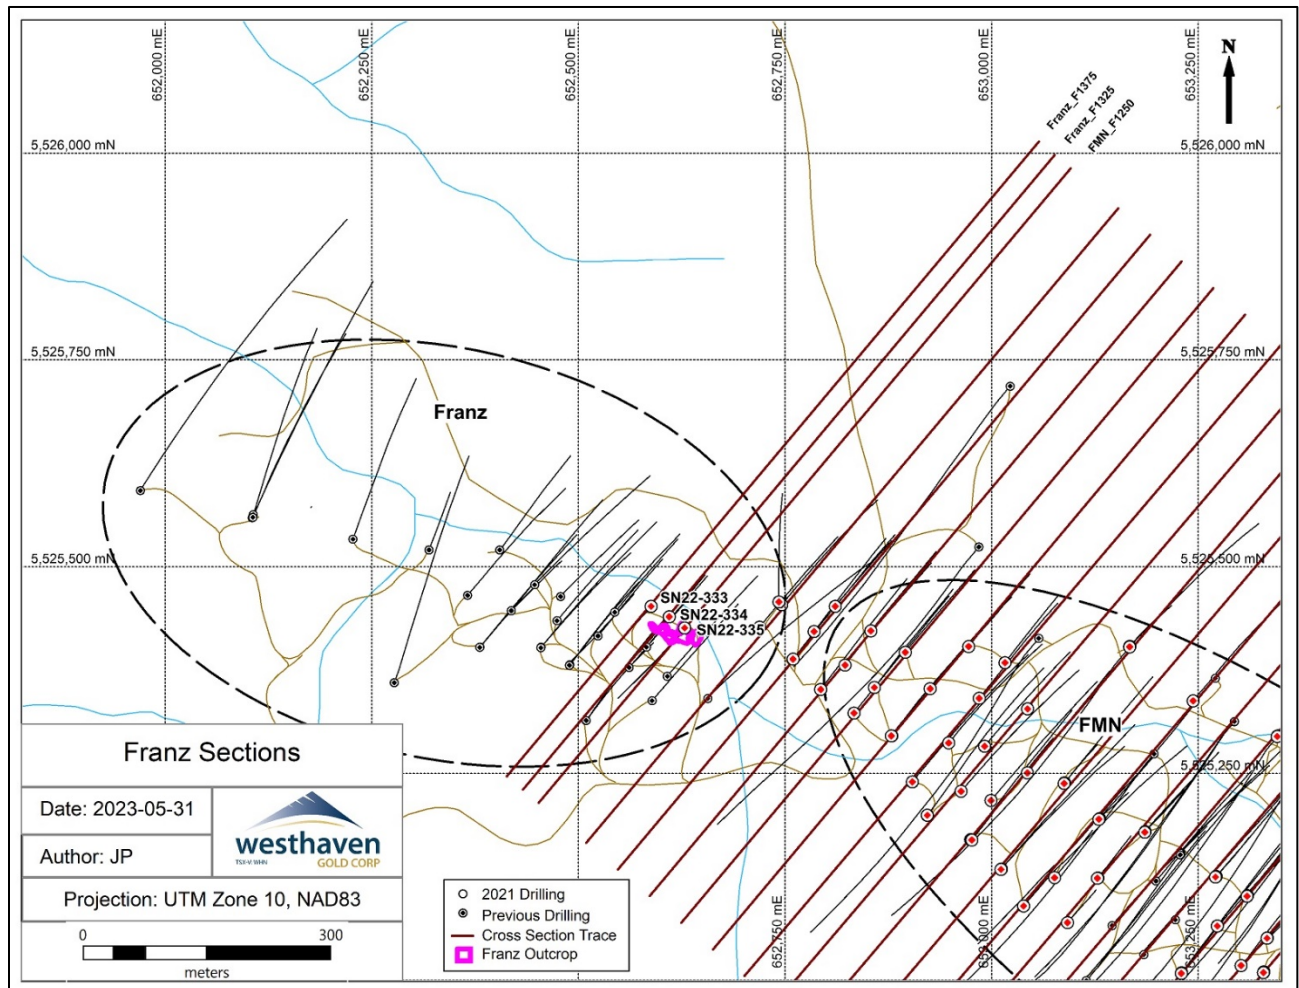 652,000 mE
652,250 mE
652,500 mE
652,750 mE
653,000 mE
653,250 mE
N
Franz_F1375
Franz_F1325
FMN_F1250
5,526,000 mN
5,526,000 mN
5,525,750 mN
5,525,750 mN
Franz
5,525,500 mN
5,525,500 mN
SN22-333
SN22-334
SN22-335
FMN
5,525,250 mN
Franz Sections
Date: 2023-05-31
Author: JP
westhaven
TSX-V: WHN
GOLD CORP
Projection: UTM Zone 10, NAD83
0
300
meters
2021 Drilling
Previous Drilling
Cross Section Trace
Franz Outcrop
652,750 mE
653,000 mE
653,250 mE